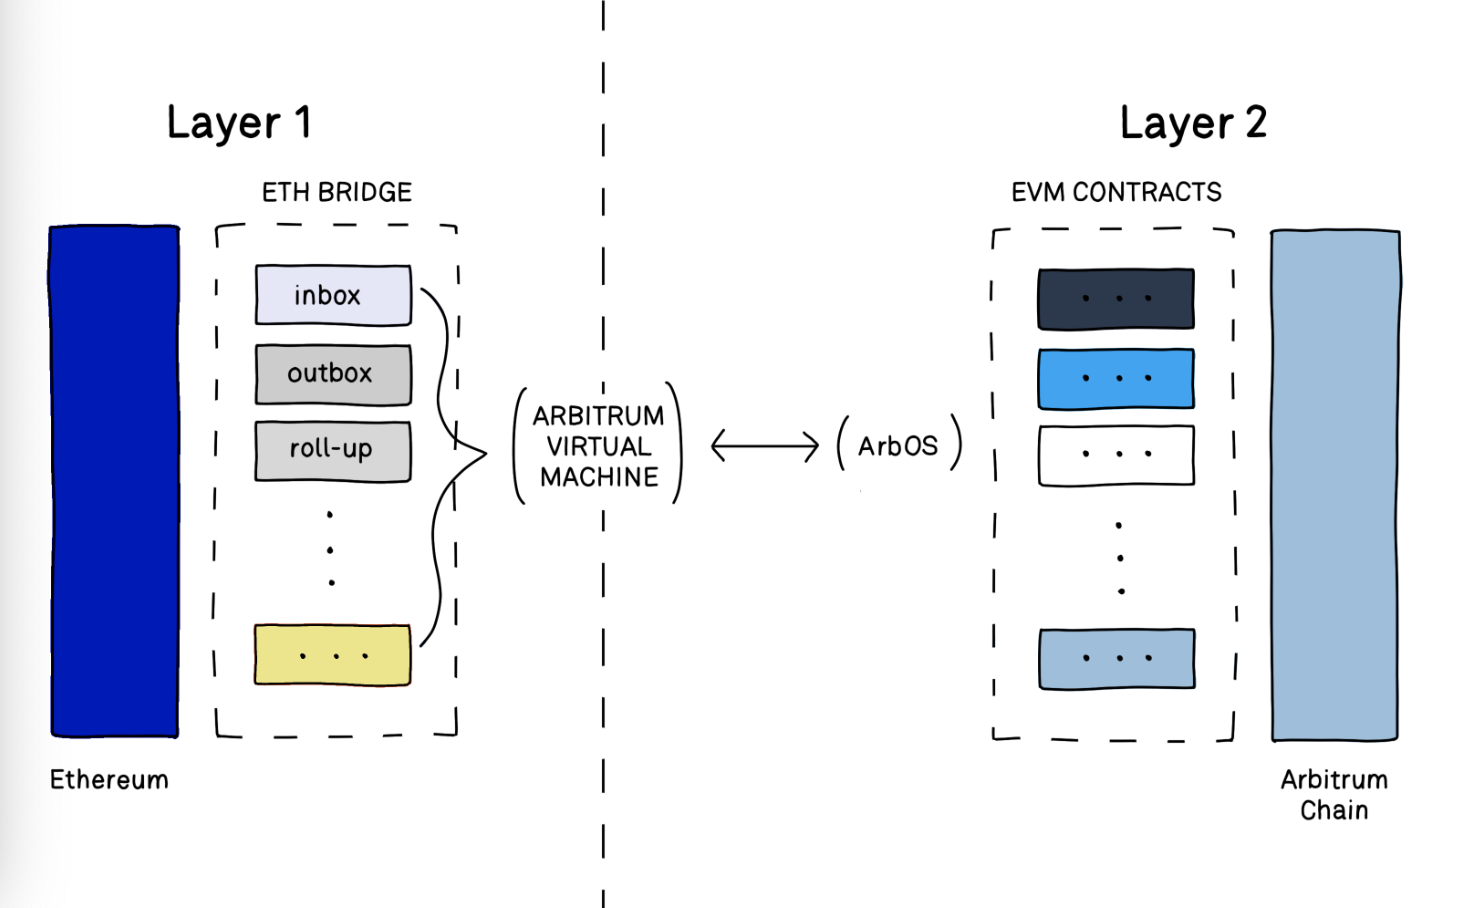 Layer 1
ETH BRIDGE
inbox
outbox
roll-up
. . .
Ethereum
ARBITRUM
VIRTUAL
MACHINE
(ArbOS)
Layer 2
EVM CONTRACTS
. . .
. . .
. . .
. . .
Arbitrum
Chain